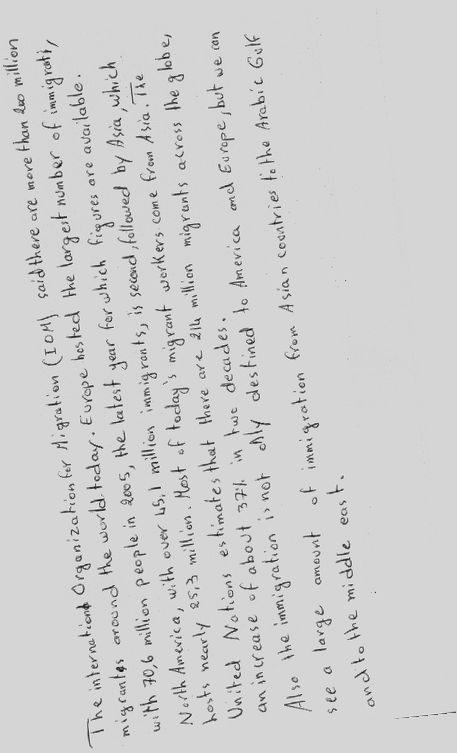 The internationl Organization for Migration (IOM) said there are more than 200 million
migrantes around the world today. Europe hosted the largest number of immigrati,
with 70,6 million people in 2005, the latest year for which figures are available.
North America, with over 45,1 million immigrants, is second, followed by Asia, which
hosts nearly 25,3 million. Most of today's migrant workers come from Asia. The
United Nations estimates that there are 214 million migrants across the globe,
an increase of about 37% in two decades.
Also the immigration is not only destined to America and Europe, but we can
see a large amount of immigration from Asian countries to the Arabic Gulf
and to the middle east.